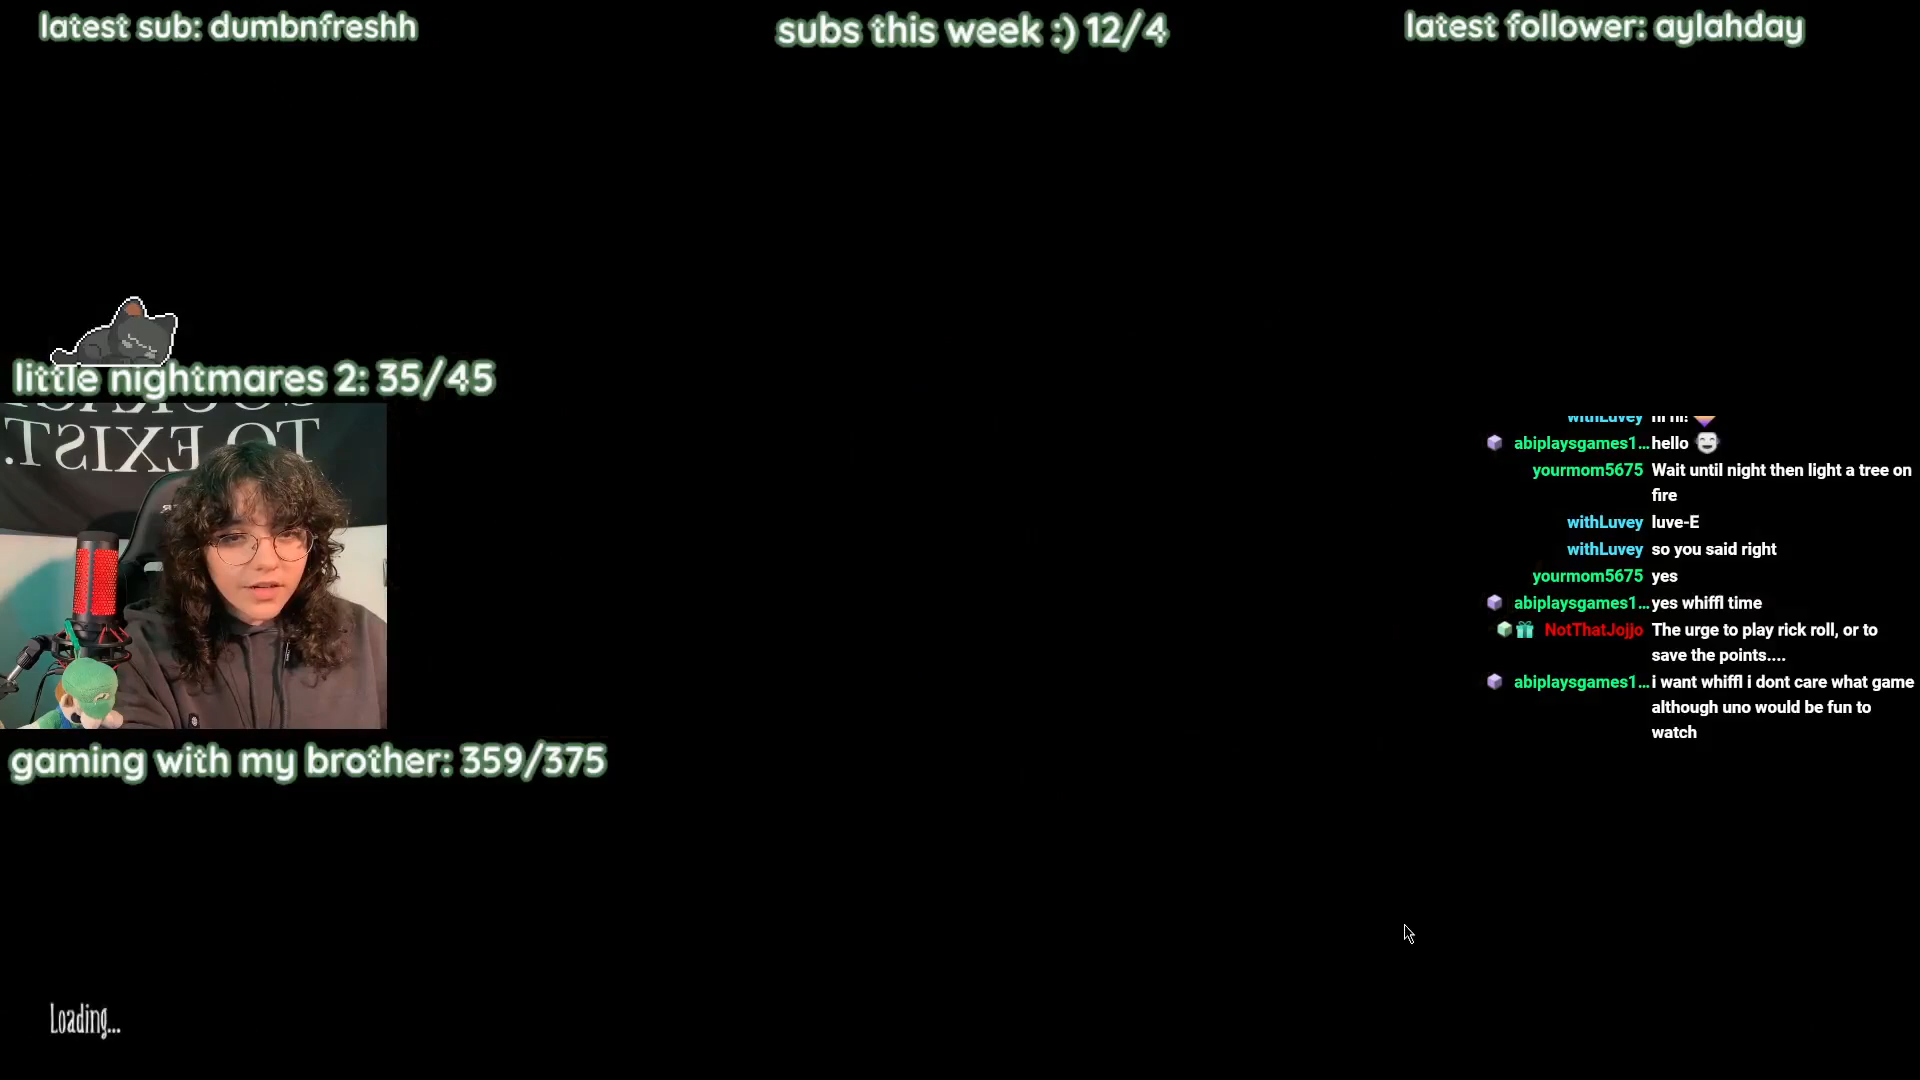 latest sub: dumbnfreshh
subs this week :) 12/4
latest follower: aylahday
little nightmares 2: 35/45
TO EXIST.
gaming with my brother: 359/375
withLuvey hi hi!
abiplaysgames1... hello
yourmom5675 Wait until night then light a tree on
fire
withLuvey luve-E
withLuvey so you said right
yourmom5675 yes
abiplaysgames1... yes whiffl time
NotThatJojjo The urge to play rick roll, or to
save the points....
abiplaysgames1... i want whiffl i dont care what game
although uno would be fun to
watch
Loading...